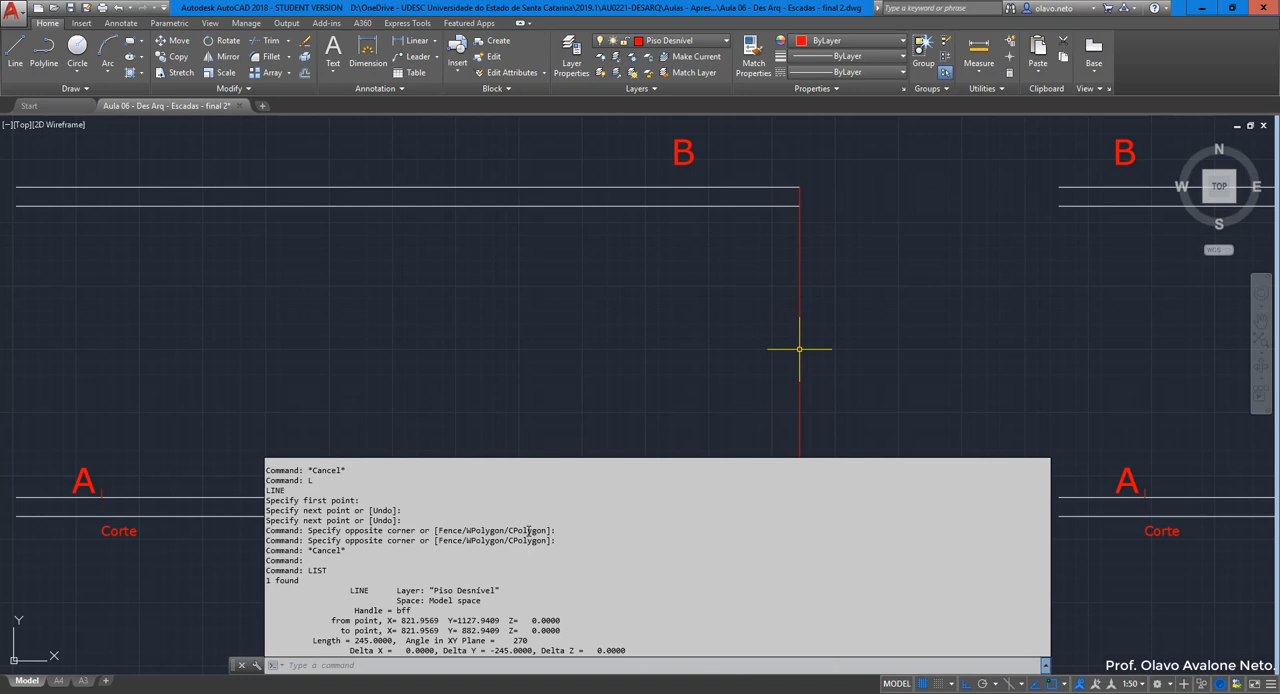 Autodesk AutoCAD 2018 - STUDENT VERSION D:\OneDrive - UDESC Universidade do Estado de Santa Catarina\2019.1\AU0221-DESARQ\Aulas - Apres...\Aula 06 - Des Arq - Escadas - final 2.dwg
Type a keyword or phrase
olavo.neto
Home Insert Annotate Parametric View Manage Output Add-ins A360 Express Tools Featured Apps
Line Polyline Circle Arc
Move Rotate Trim
Copy Mirror Fillet
Stretch Scale Array
Text Dimension
Linear
Leader
Table
Insert
Create
Edit
Edit Attributes
Layer Properties
Piso Desnível
Make Current
Match Layer
Match Properties
ByLayer
ByLayer
ByLayer
Group Measure Paste Base
Draw Modify Annotation Block Layers Properties Groups Utilities Clipboard View
Start Aula 06 - Des Arq - Escadas - final 2*
[−][Top][2D Wireframe]
B B
N
W TOP E
S
WCS
A A
Corte Corte
Command: *Cancel*
Command: L
LINE
Specify first point:
Specify next point or [Undo]:
Specify next point or [Undo]:
Command: Specify opposite corner or [Fence/WPolygon/CPolygon]:
Command: Specify opposite corner or [Fence/WPolygon/CPolygon]:
Command: *Cancel*
Command:
Command: LIST
1 found
LINE Layer: "Piso Desnível"
Space: Model space
Handle = bff
from point, X= 821.9569 Y=1127.9409 Z= 0.0000
to point, X= 821.9569 Y= 882.9409 Z= 0.0000
Length = 245.0000, Angle in XY Plane = 270
Delta X = 0.0000, Delta Y = -245.0000, Delta Z = 0.0000
Type a command
Y
X
Prof. Olavo Avalone Neto.
Model A4 A3
MODEL 1:50